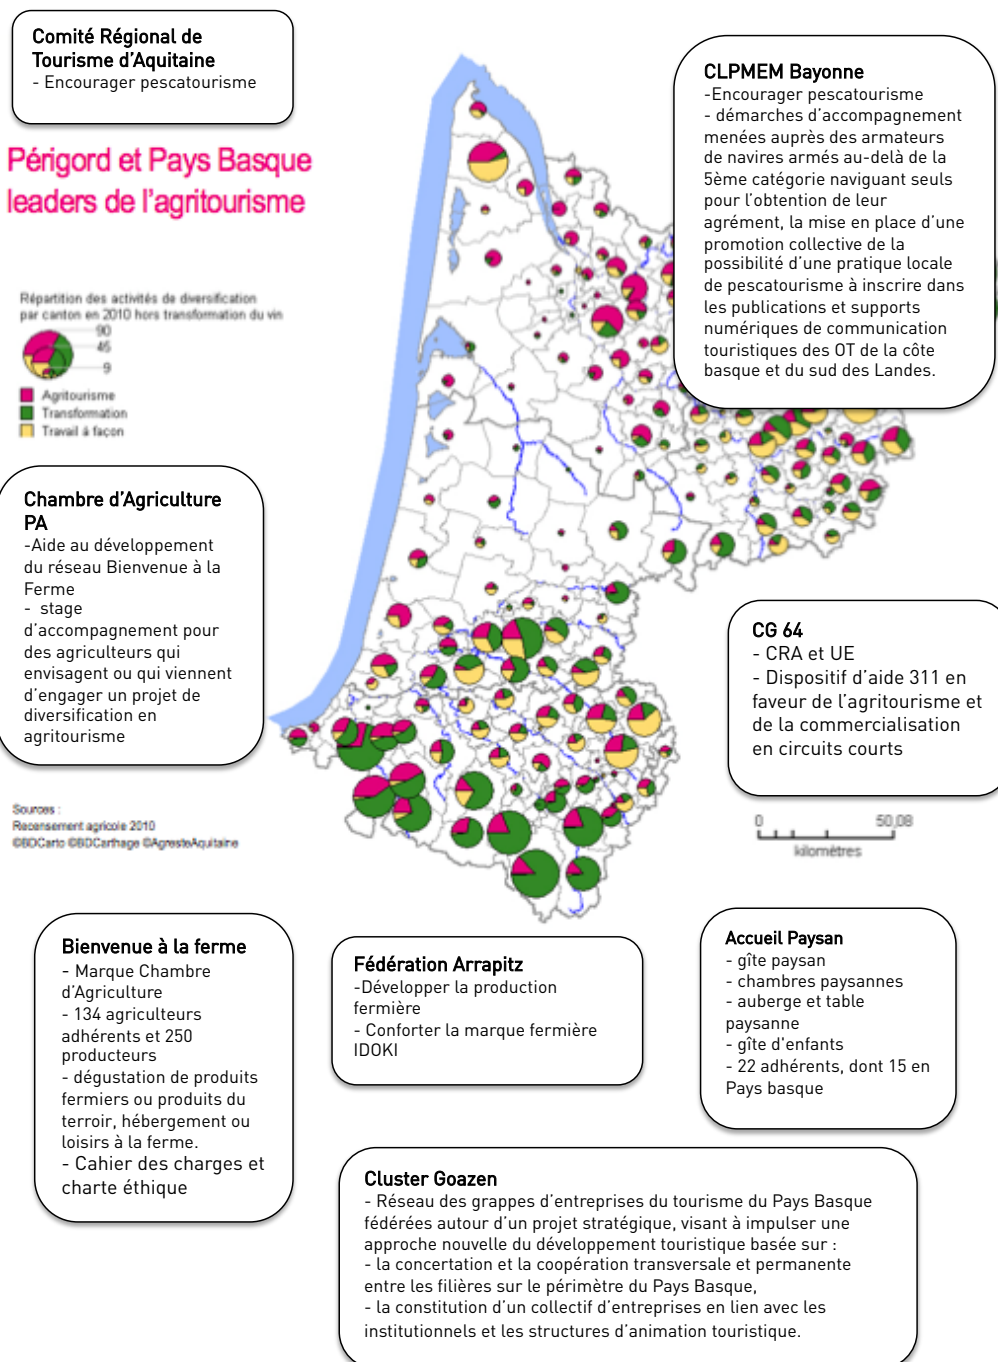 Comité Régional de
Tourisme d'Aquitaine
- Encourager pescatourisme
Périgord et Pays Basque
leaders de l'agritourisme
Répartition des activités de diversification
par canton en 2010 hors transformation du vin
90
45
9
Agritourisme
Transformation
Travail à façon
CLPMEM Bayonne
-Encourager pescatourisme
- démarches d'accompagnement
menées auprès des armateurs
de navires armés au-delà de la
5ème catégorie naviguant seuls
pour l'obtention de leur
agrément, la mise en place d'une
promotion collective de la
possibilité d'une pratique locale
de pescatourisme à inscrire dans
les publications et supports
numériques de communication
touristiques des OT de la côte
basque et du sud des Landes.
Chambre d'Agriculture
PA
-Aide au développement
du réseau Bienvenue à la
Ferme
- stage
d'accompagnement pour
des agriculteurs qui
envisagent ou qui viennent
d'engager un projet de
diversification en
agritourisme
CG 64
- CRA et UE
- Dispositif d'aide 311 en
faveur de l'agritourisme et
de la commercialisation
en circuits courts
Sources :
Recensement agricole 2010
©BDCarto ©BDCarthage ©AgresteAquitaine
0 50,08
kilomètres
Bienvenue à la ferme
- Marque Chambre
d'Agriculture
- 134 agriculteurs
adhérents et 250
producteurs
- dégustation de produits
fermiers ou produits du
terroir, hébergement ou
loisirs à la ferme.
- Cahier des charges et
charte éthique
Fédération Arrapitz
-Développer la production
fermière
- Conforter la marque fermière
IDOKI
Accueil Paysan
- gîte paysan
- chambres paysannes
- auberge et table
paysanne
- gîte d'enfants
- 22 adhérents, dont 15 en
Pays basque
Cluster Goazen
- Réseau des grappes d'entreprises du tourisme du Pays Basque
fédérées autour d'un projet stratégique, visant à impulser une
approche nouvelle du développement touristique basée sur :
- la concertation et la coopération transversale et permanente
entre les filières sur le périmètre du Pays Basque,
- la constitution d'un collectif d'entreprises en lien avec les
institutionnels et les structures d'animation touristique.